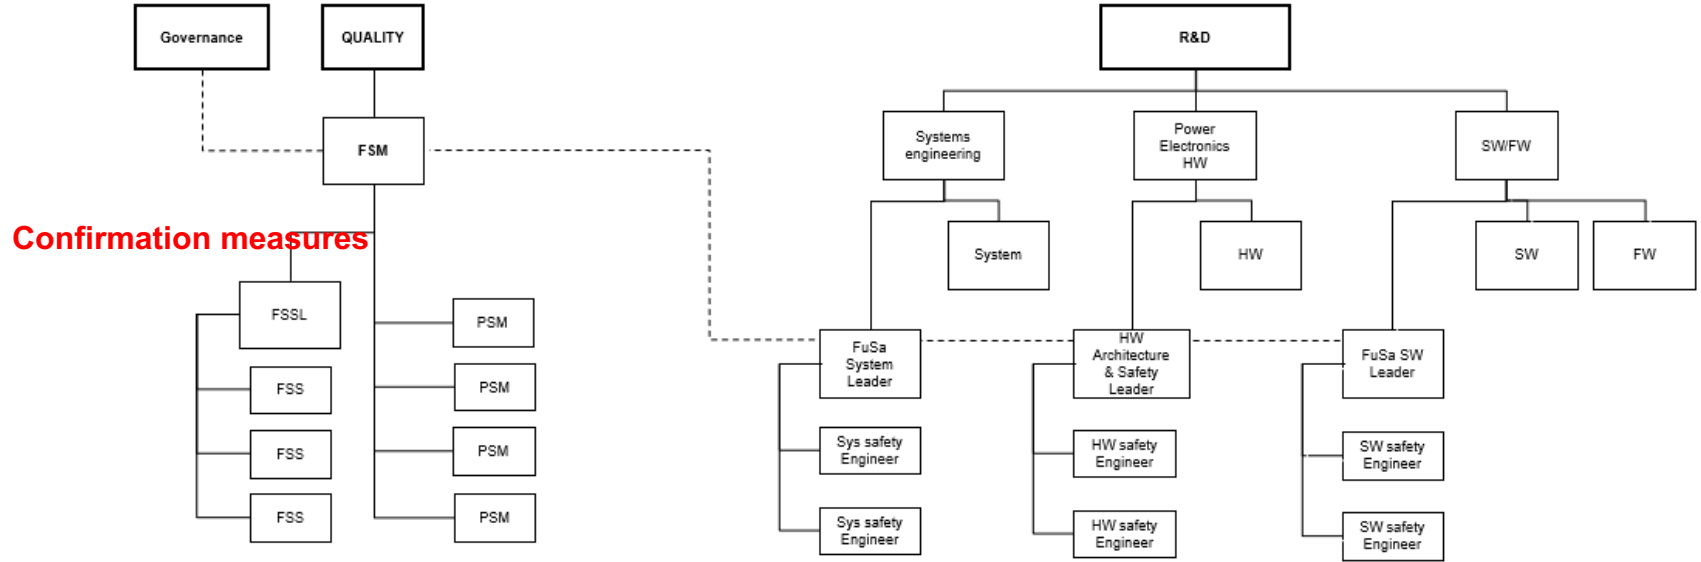 Governance
QUALITY
R&D
FSM
Systems
engineering
Power
Electronics
HW
SW/FW
Confirmation measures
System
HW
SW
FW
FSSL
PSM
FuSa
System
Leader
HW
Architecture
& Safety
Leader
FuSa SW
Leader
FSS
PSM
FSS
PSM
Sys safety
Engineer
HW safety
Engineer
SW safety
Engineer
FSS
PSM
Sys safety
Engineer
HW safety
Engineer
SW safety
Engineer